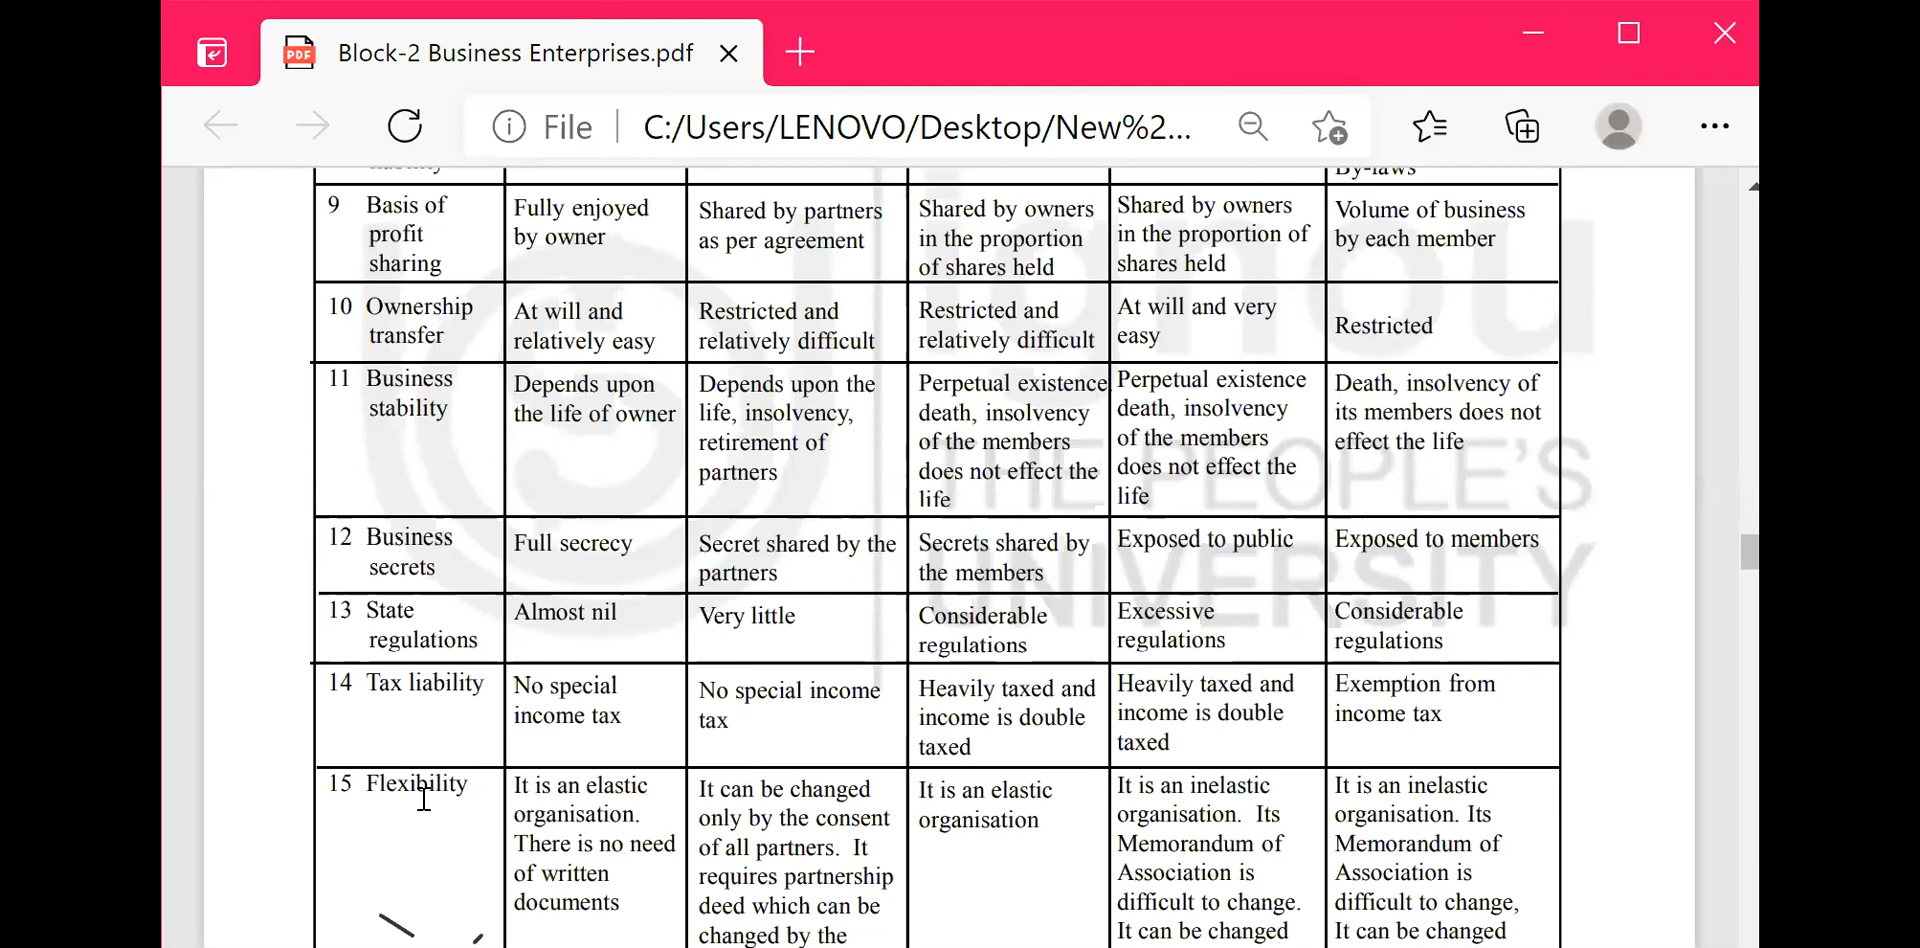 Block-2 Business Enterprises.pdf
File
C:/Users/LENOVO/Desktop/New%2...
By-laws
9 Basis of
profit
sharing
Fully enjoyed
by owner
Shared by partners
as per agreement
Shared by owners
in the proportion
of shares held
Shared by owners
in the proportion of
shares held
Volume of business
by each member
10 Ownership
transfer
At will and
relatively easy
Restricted and
relatively difficult
Restricted and
relatively difficult
At will and very
easy
Restricted
11 Business
stability
Depends upon
the life of owner
Depends upon the
life, insolvency,
retirement of
partners
Perpetual existence
death, insolvency
of the members
does not effect the
life
Perpetual existence
death, insolvency
of the members
does not effect the
life
Death, insolvency of
its members does not
effect the life
12 Business
secrets
Full secrecy
Secret shared by the
partners
Secrets shared by
the members
Exposed to public
Exposed to members
13 State
regulations
Almost nil
Very little
Considerable
regulations
Excessive
regulations
Considerable
regulations
14 Tax liability
No special
income tax
No special income
tax
Heavily taxed and
income is double
taxed
Heavily taxed and
income is double
taxed
Exemption from
income tax
15 Flexibility
It is an elastic
organisation.
There is no need
of written
documents
It can be changed
only by the consent
of all partners. It
requires partnership
deed which can be
changed by the
It is an elastic
organisation
It is an inelastic
organisation. Its
Memorandum of
Association is
difficult to change.
It can be changed
It is an inelastic
organisation. Its
Memorandum of
Association is
difficult to change,
It can be changed
ignou
THE PEOPLE'S
UNIVERSITY